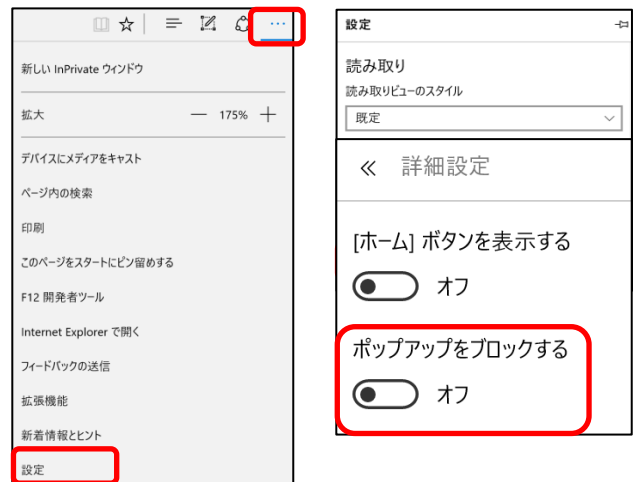 ...
新しい InPrivate ウィンドウ
拡大
175%
デバイスにメディアをキャスト
ページ内の検索
印刷
このページをスタートにピン留めする
F12 開発者ツール
Internet Explorer で開く
フィードバックの送信
拡張機能
新着情報とヒント
設定
設定
読み取り
読み取りビューのスタイル
既定
« 詳細設定
[ホーム] ボタンを表示する
オフ
ポップアップをブロックする
オフ